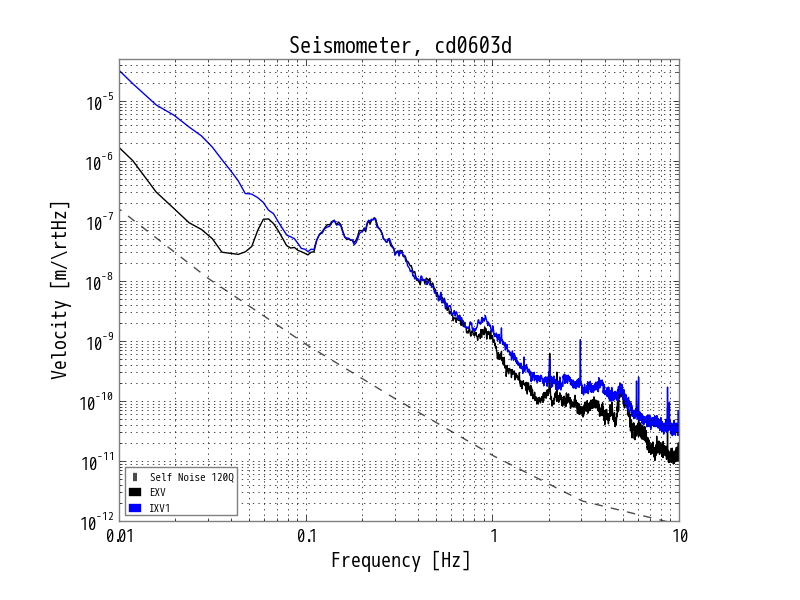 Seismometer, cd0603d
Velocity [m/\rtHz]
10-5
10-6
10-7
10-8
10-9
10-10
10-11
10-12
Self Noise 120Q
EXV
IXV1
0.01
0.1
1
10
Frequency [Hz]